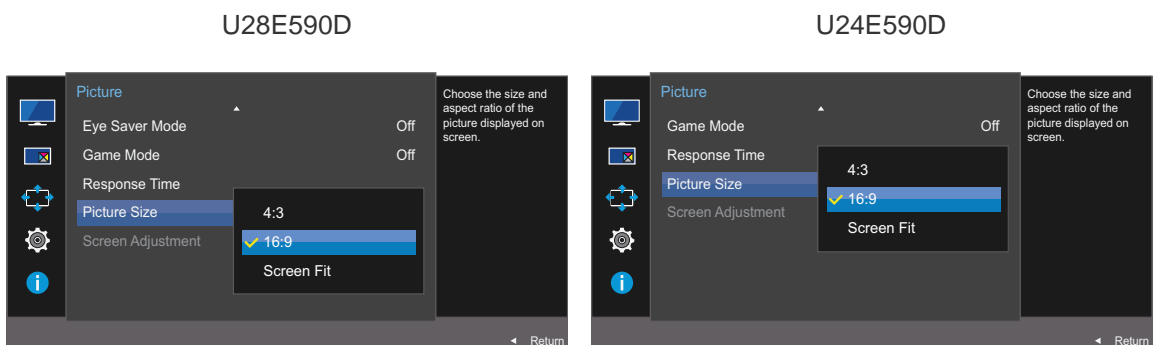 U28E590D
Picture
Eye Saver Mode Off
Game Mode Off
Response Time
Picture Size
Screen Adjustment
4:3
16:9
Screen Fit
Choose the size and
aspect ratio of the
picture displayed on
screen.
Return
U24E590D
Picture
Game Mode Off
Response Time
Picture Size
Screen Adjustment
4:3
16:9
Screen Fit
Choose the size and
aspect ratio of the
picture displayed on
screen.
Return